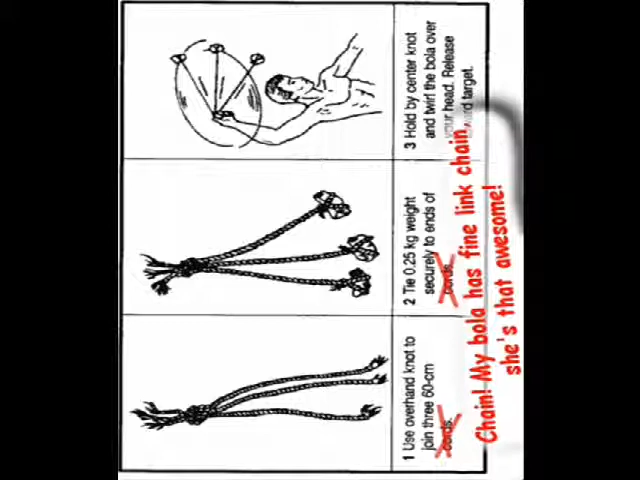 1 Use overhand knot to
join three 60-cm
cords.
2 Tie 0.25 kg weight
securely to ends of
cords.
3 Hold by center knot
and twirl the bola over
your head. Release
toward target.
Chain! My bola has fine link chain,
she's that awesome!